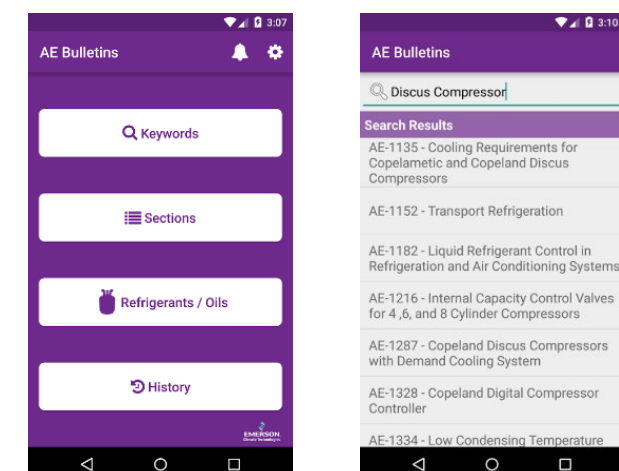 3:07
AE Bulletins
Keywords
Sections
Refrigerants / Oils
History
EMERSON
Climate Technologies
3:10
AE Bulletins
Discus Compressor
Search Results
AE-1135 - Cooling Requirements for
Copelametic and Copeland Discus
Compressors
AE-1152 - Transport Refrigeration
AE-1182 - Liquid Refrigerant Control in
Refrigeration and Air Conditioning Systems
AE-1216 - Internal Capacity Control Valves
for 4 ,6, and 8 Cylinder Compressors
AE-1287 - Copeland Discus Compressors
with Demand Cooling System
AE-1328 - Copeland Digital Compressor
Controller
AE-1334 - Low Condensing Temperature